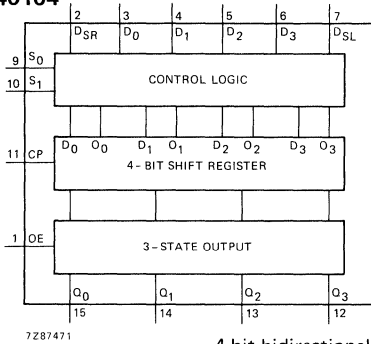 2 3 4 5 6 7
DSR D0 D1 D2 D3 DSL
9 S0
10 S1
CONTROL LOGIC
D0 O0 D1 O1 D2 O2 D3 O3
11 CP
4-BIT SHIFT REGISTER
1 OE
3-STATE OUTPUT
Q0 Q1 Q2 Q3
15 14 13 12
7Z87471
4-bit bidirectional